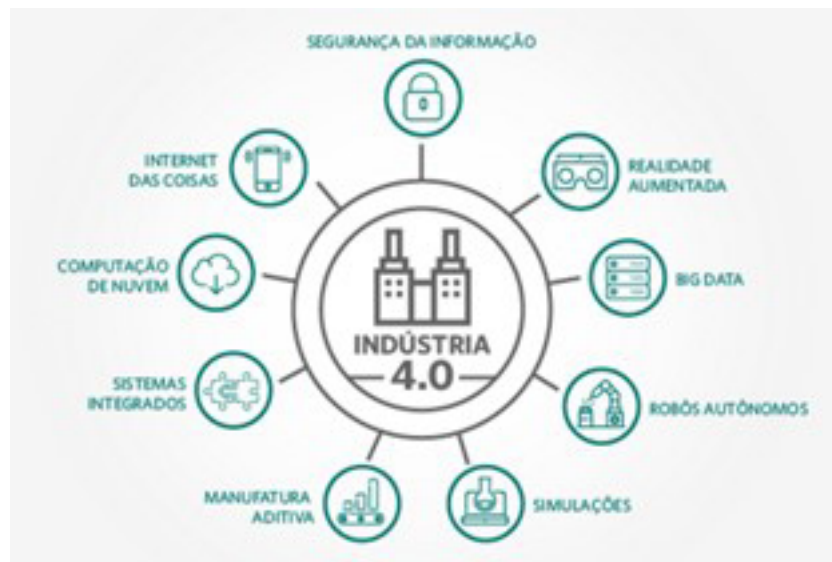 SEGURANÇA DA INFORMAÇÃO
INTERNET
DAS COISAS
REALIDADE
AUMENTADA
COMPUTAÇÃO
DE NUVEM
BIG DATA
INDÚSTRIA
4.0
SISTEMAS
INTEGRADOS
ROBÔS AUTÔNOMOS
MANUFATURA
ADITIVA
SIMULAÇÕES